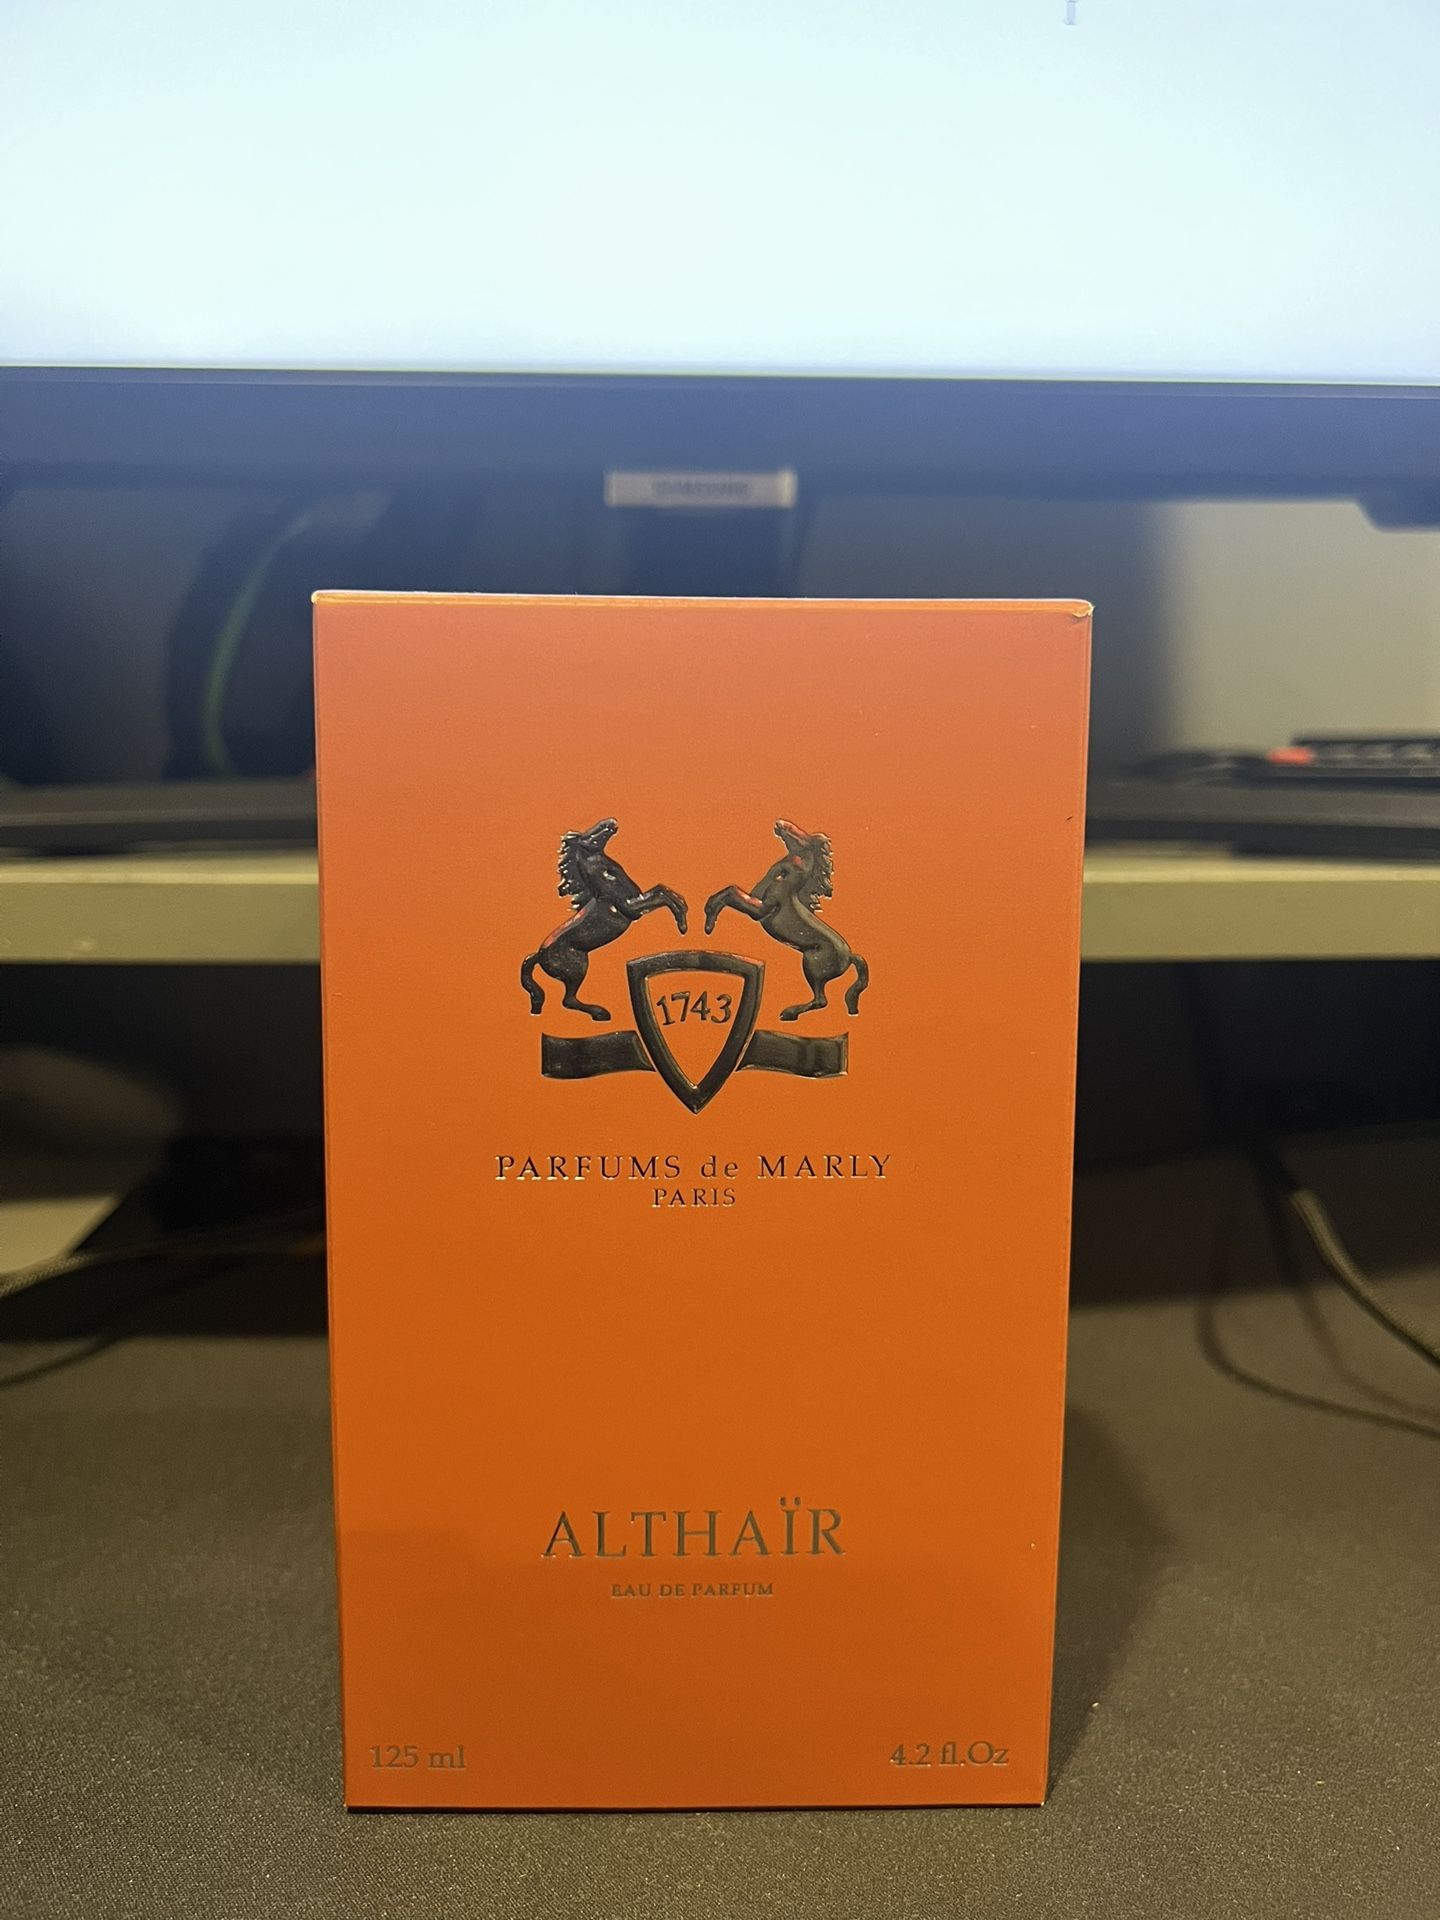 1743
PARFUMS de MARLY
PARIS
ALTHAÏR
EAU DE PARFUM
125 ml
4.2 fl.Oz